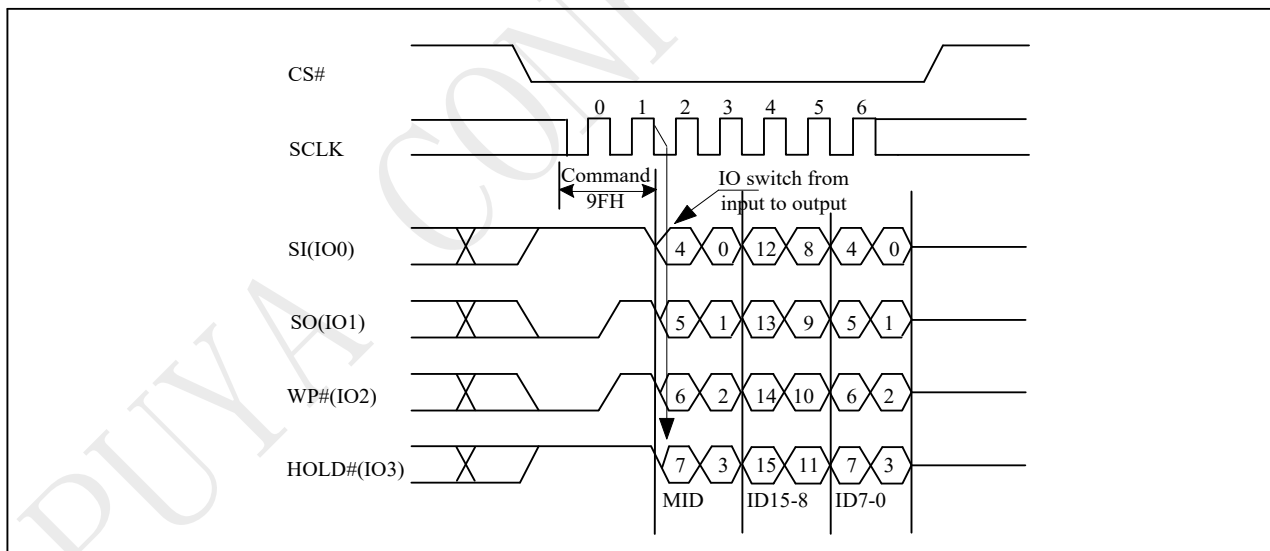 PUYA CONF
CS#
0 1 2 3 4 5 6
SCLK
Command
9FH
IO switch from
input to output
SI(IO0)
4 0 12 8 4 0
SO(IO1)
5 1 13 9 5 1
WP#(IO2)
6 2 14 10 6 2
HOLD#(IO3)
7 3 15 11 7 3
MID ID15-8 ID7-0